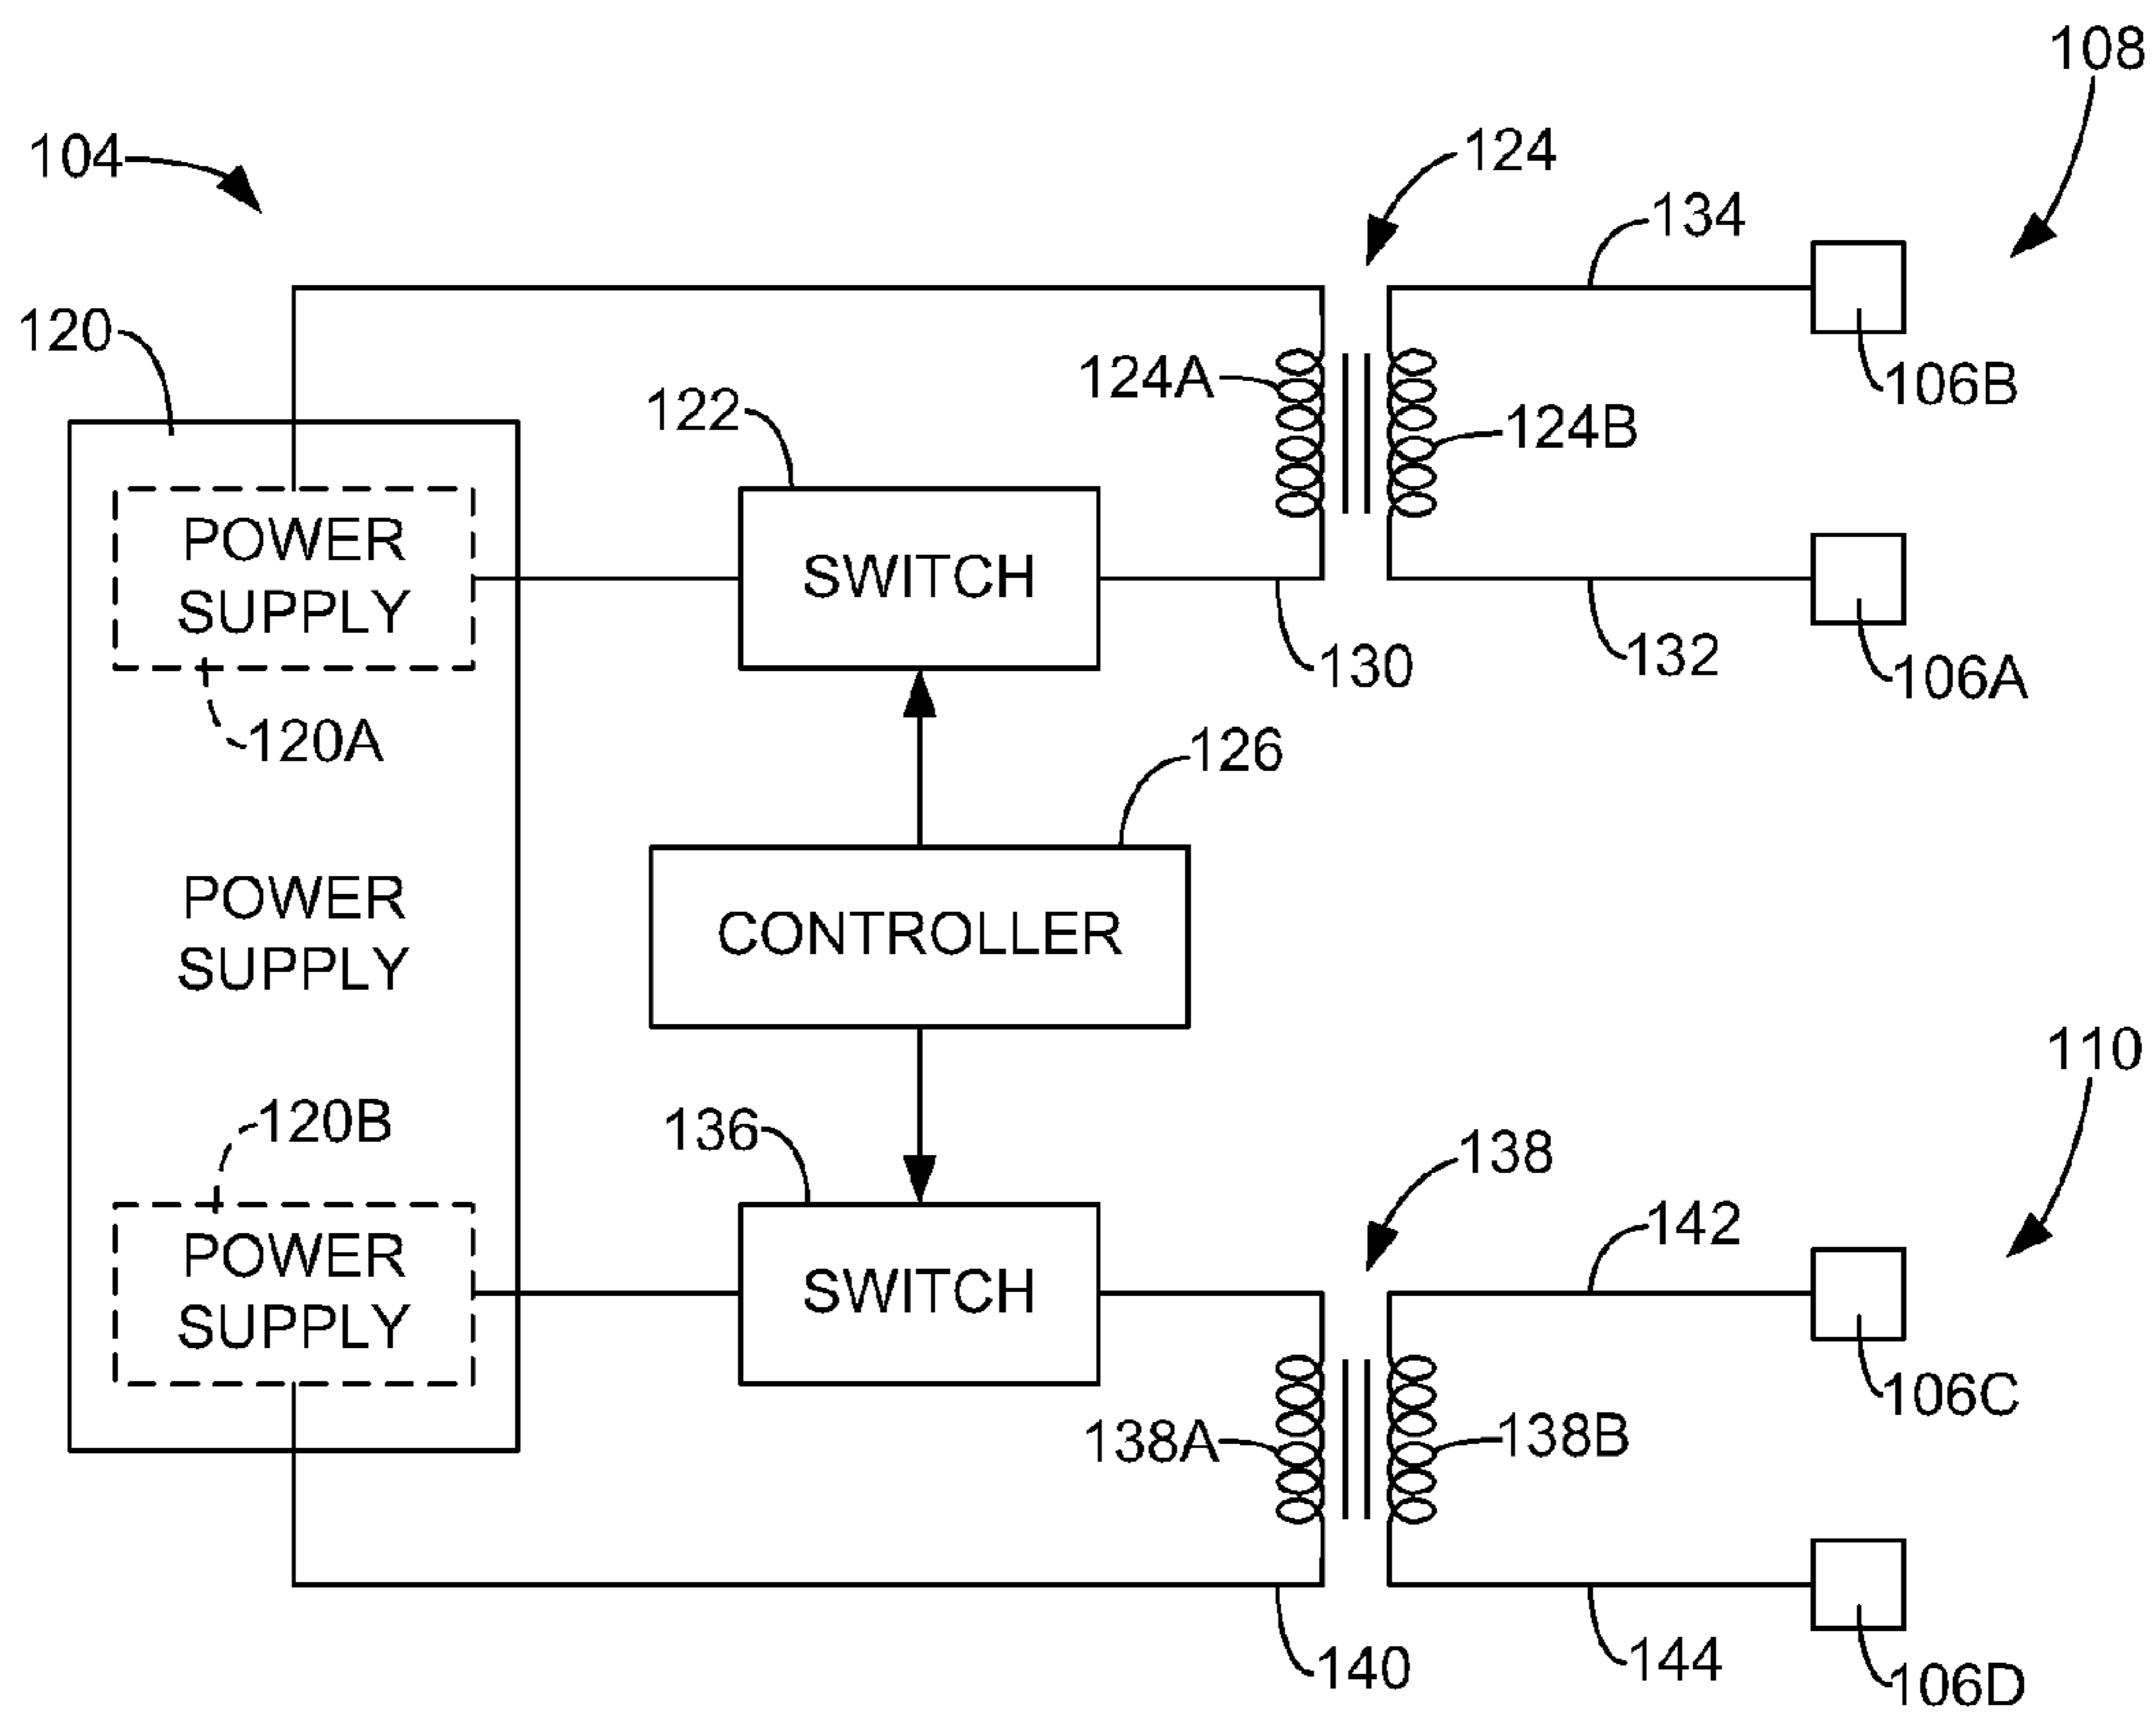 108
104
124
134
120
124A
106B
122
124B
POWER
SUPPLY
SWITCH
130
132
106A
120A
126
POWER
SUPPLY
CONTROLLER
110
120B
136
138
142
POWER
SUPPLY
SWITCH
106C
138A
138B
140
144
106D